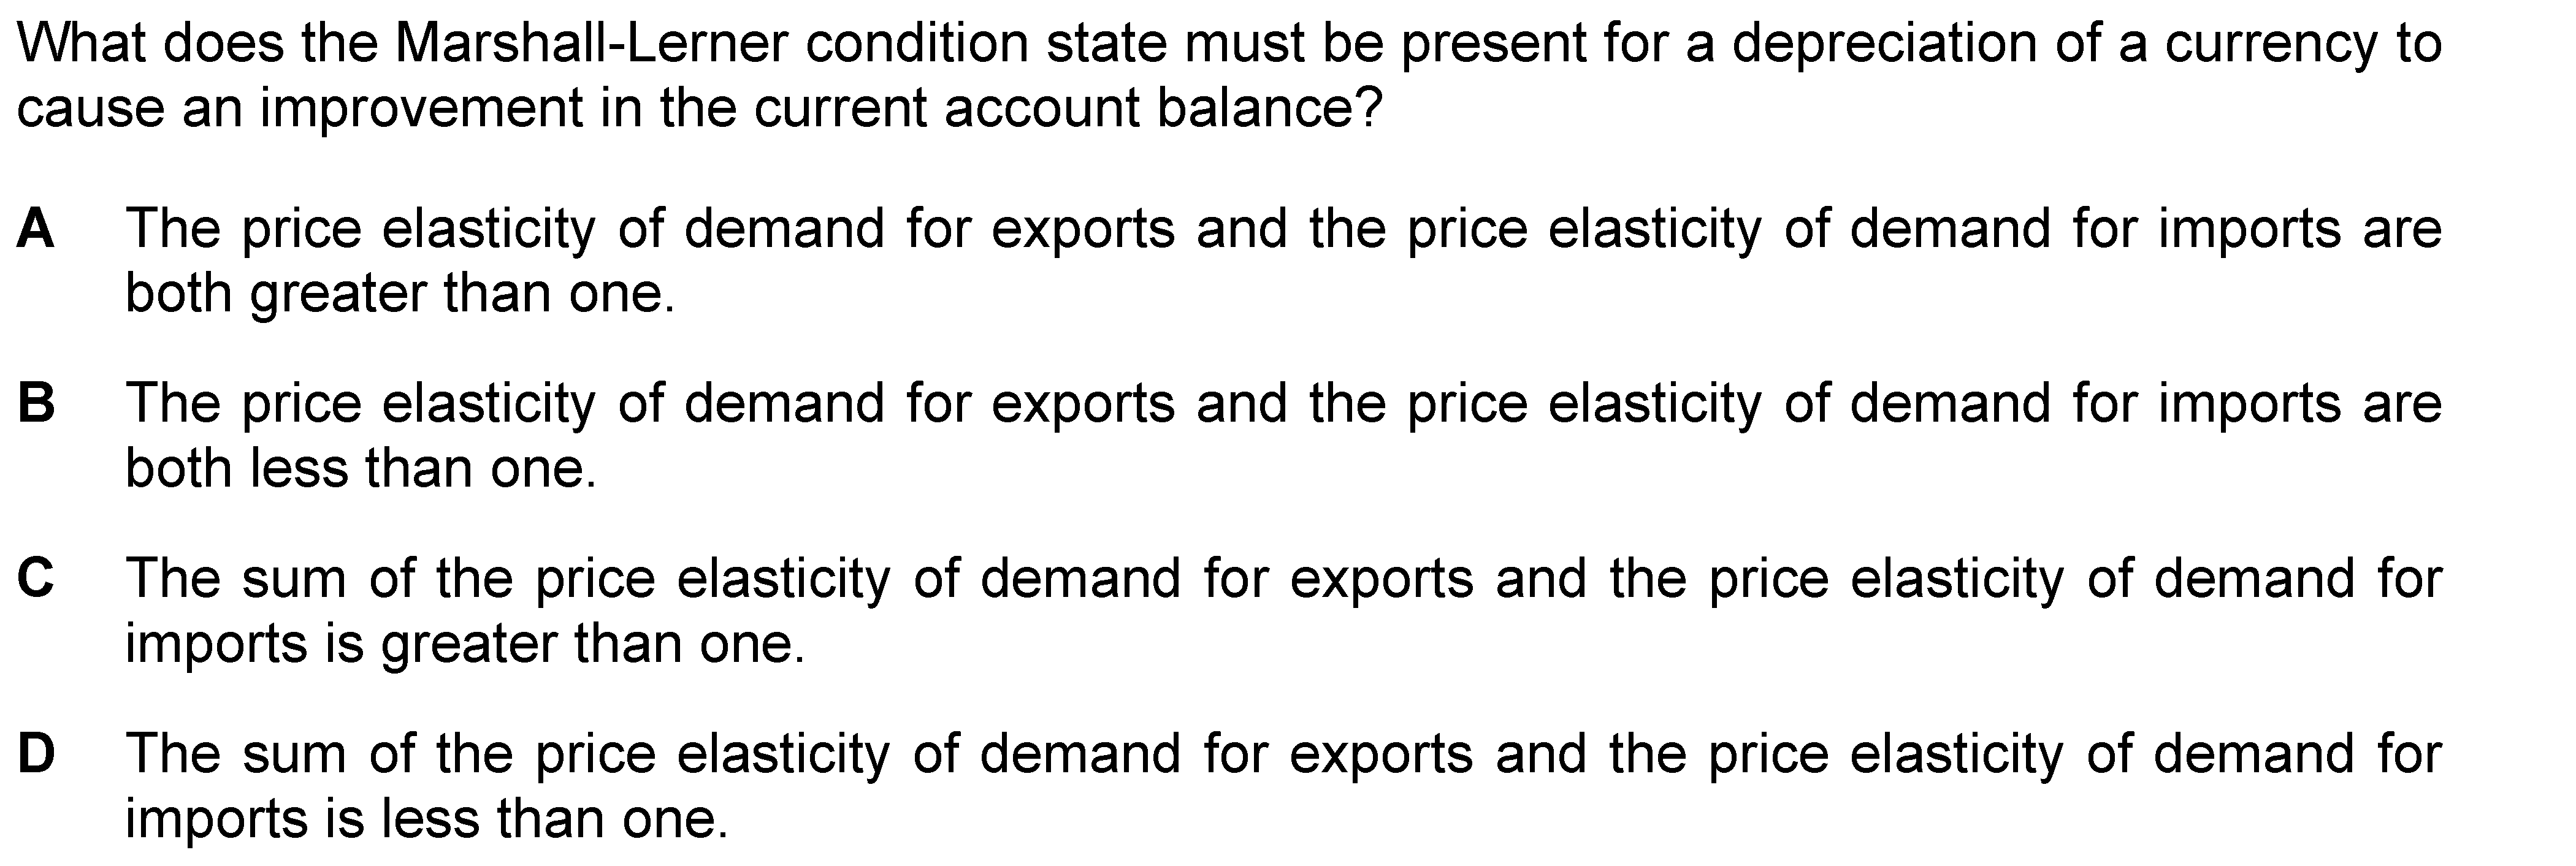 What does the Marshall-Lerner condition state must be present for a depreciation of a currency to
cause an improvement in the current account balance?
A The price elasticity of demand for exports and the price elasticity of demand for imports are
both greater than one.
B The price elasticity of demand for exports and the price elasticity of demand for imports are
both less than one.
C The sum of the price elasticity of demand for exports and the price elasticity of demand for
imports is greater than one.
D The sum of the price elasticity of demand for exports and the price elasticity of demand for
imports is less than one.